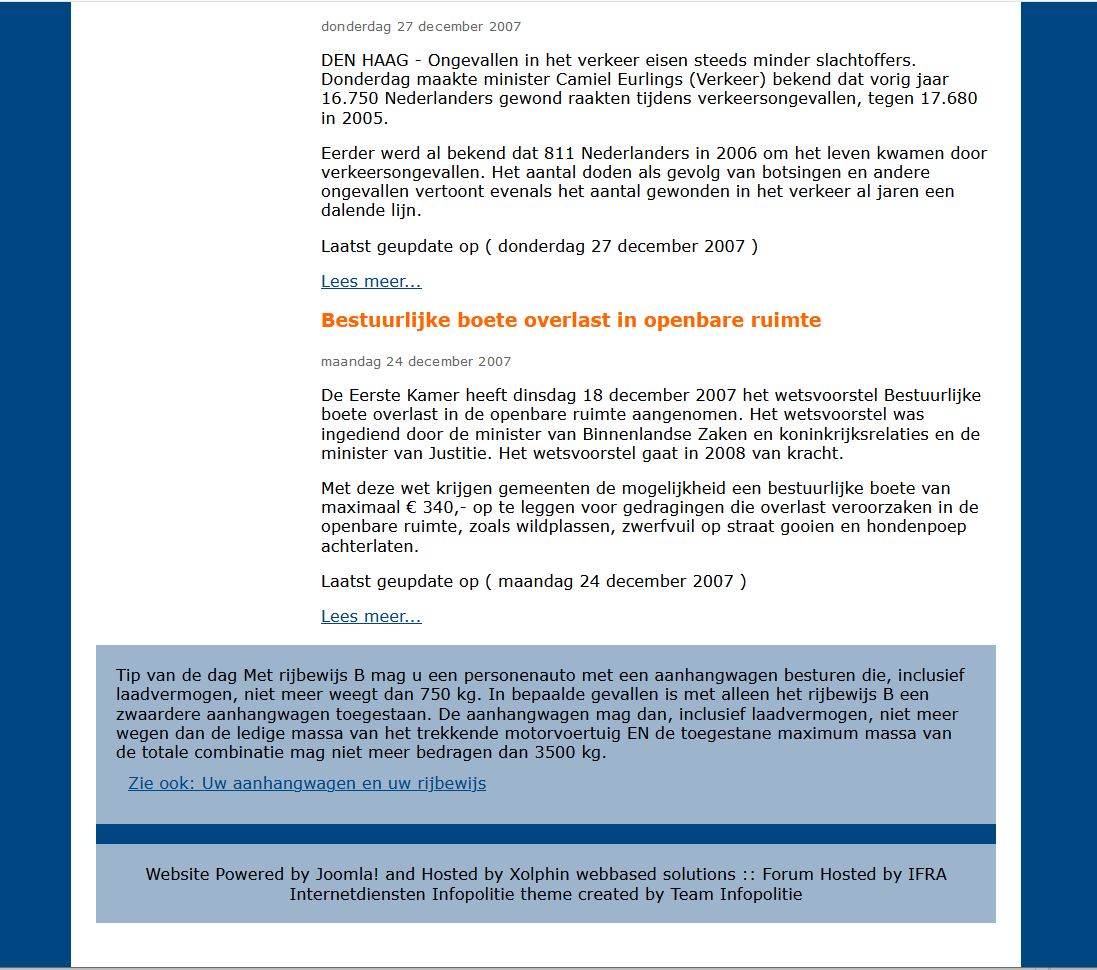 donderdag 27 december 2007
DEN HAAG - Ongevallen in het verkeer eisen steeds minder slachtoffers.
Donderdag maakte minister Camiel Eurlings (Verkeer) bekend dat vorig jaar
16.750 Nederlanders gewond raakten tijdens verkeersongevallen, tegen 17.680
in 2005.
Eerder werd al bekend dat 811 Nederlanders in 2006 om het leven kwamen door
verkeersongevallen. Het aantal doden als gevolg van botsingen en andere
ongevallen vertoont evenals het aantal gewonden in het verkeer al jaren een
dalende lijn.
Laatst geupdate op ( donderdag 27 december 2007 )
Lees meer...
Bestuurlijke boete overlast in openbare ruimte
maandag 24 december 2007
De Eerste Kamer heeft dinsdag 18 december 2007 het wetsvoorstel Bestuurlijke
boete overlast in de openbare ruimte aangenomen. Het wetsvoorstel was
ingediend door de minister van Binnenlandse Zaken en koninkrijksrelaties en de
minister van Justitie. Het wetsvoorstel gaat in 2008 van kracht.
Met deze wet krijgen gemeenten de mogelijkheid een bestuurlijke boete van
maximaal € 340,- op te leggen voor gedragingen die overlast veroorzaken in de
openbare ruimte, zoals wildplassen, zwerfvuil op straat gooien en hondenpoep
achterlaten.
Laatst geupdate op ( maandag 24 december 2007 )
Lees meer...
Tip van de dag Met rijbewijs B mag u een personenauto met een aanhangwagen besturen die, inclusief
laadvermogen, niet meer weegt dan 750 kg. In bepaalde gevallen is met alleen het rijbewijs B een
zwaardere aanhangwagen toegestaan. De aanhangwagen mag dan, inclusief laadvermogen, niet meer
wegen dan de ledige massa van het trekkende motorvoertuig EN de toegestane maximum massa van
de totale combinatie mag niet meer bedragen dan 3500 kg.
Zie ook: Uw aanhangwagen en uw rijbewijs
Website Powered by Joomla! and Hosted by Xolphin webbased solutions :: Forum Hosted by IFRA
Internetdiensten Infopolitie theme created by Team Infopolitie